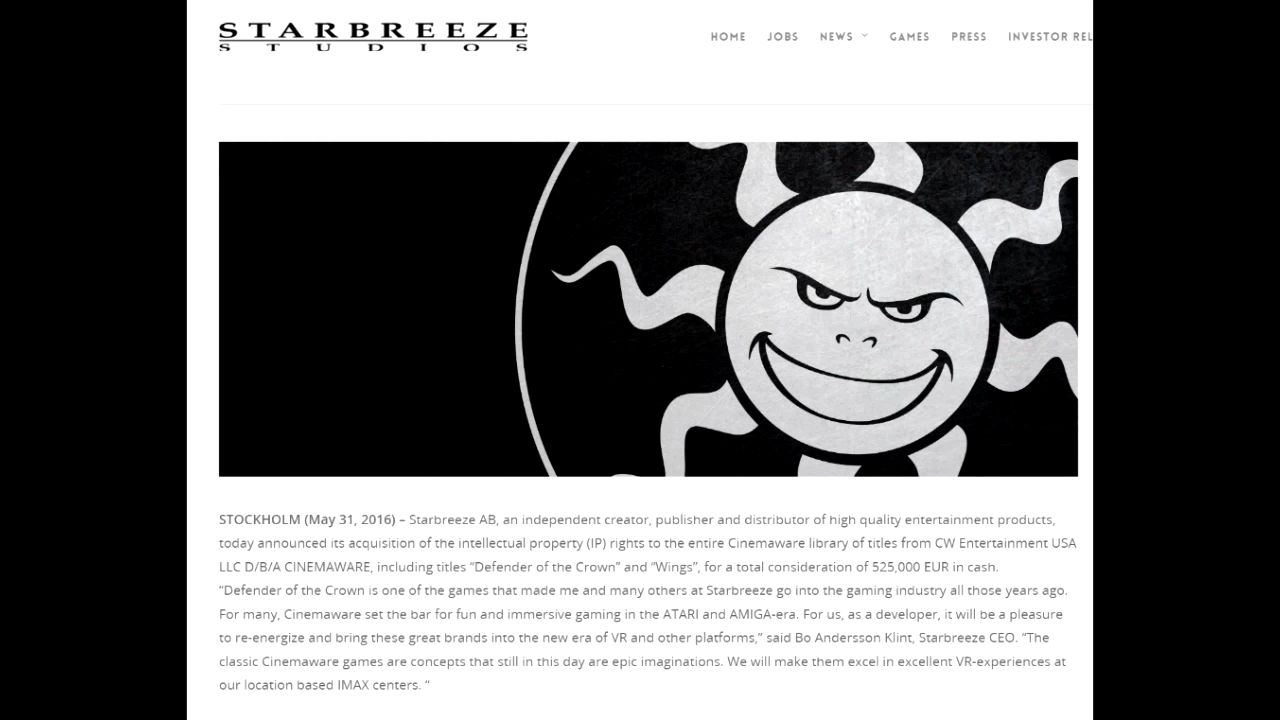 STARBREEZE
STUDIOS
HOME JOBS NEWS GAMES PRESS INVESTOR REL
STOCKHOLM (May 31, 2016) – Starbreeze AB, an independent creator, publisher and distributor of high quality entertainment products,
today announced its acquisition of the intellectual property (IP) rights to the entire Cinemaware library of titles from CW Entertainment USA
LLC D/B/A CINEMAWARE, including titles “Defender of the Crown” and “Wings”, for a total consideration of 525,000 EUR in cash.
“Defender of the Crown is one of the games that made me and many others at Starbreeze go into the gaming industry all those years ago.
For many, Cinemaware set the bar for fun and immersive gaming in the ATARI and AMIGA-era. For us, as a developer, it will be a pleasure
to re-energize and bring these great brands into the new era of VR and other platforms,” said Bo Andersson Klint, Starbreeze CEO. “The
classic Cinemaware games are concepts that still in this day are epic imaginations. We will make them excel in excellent VR-experiences at
our location based IMAX centers. “